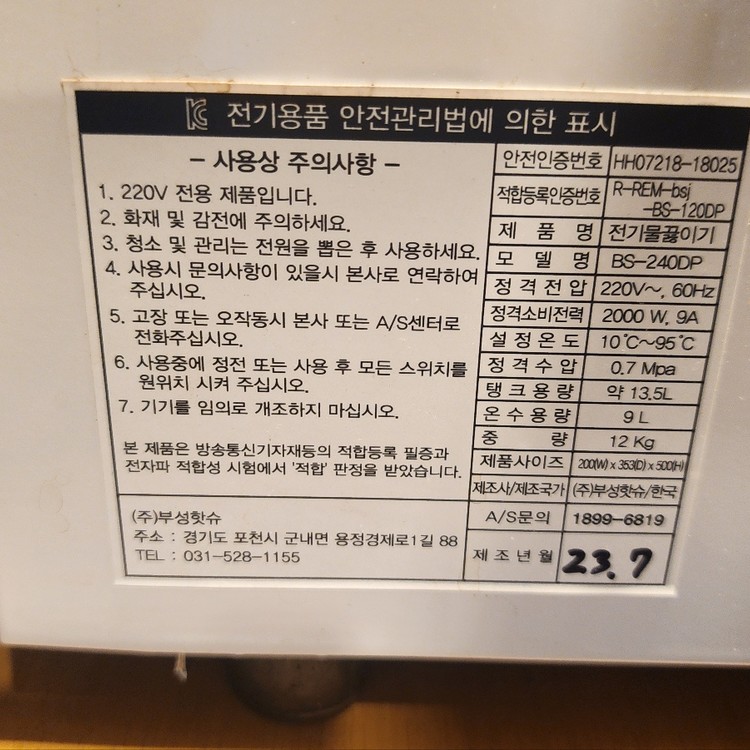 KC 전기용품 안전관리법에 의한 표시
- 사용상 주의사항 -
1. 220V 전용 제품입니다.
2. 화재 및 감전에 주의하세요.
3. 청소 및 관리는 전원을 뽑은 후 사용하세요.
4. 사용시 문의사항이 있을시 본사로 연락하여
주십시오.
5. 고장 또는 오작동시 본사 또는 A/S센터로
전화주십시오.
6. 사용중에 정전 또는 사용 후 모든 스위치를
원위치 시켜 주십시오.
7. 기기를 임의로 개조하지 마십시오.
본 제품은 방송통신기자재등의 적합등록 필증과
전자파 적합성 시험에서 '적합' 판정을 받았습니다.
(주)부성핫슈
주소 : 경기도 포천시 군내면 용정경제로1길 88
TEL : 031-528-1155
안전인증번호 HH07218-18025
적합등록인증번호 R-REM-bsj
-BS-120DP
제 품 명 전기물끓이기
모 델 명 BS-240DP
정격전압 220V~, 60Hz
정격소비전력 2000 W, 9A
설정온도 10℃~95℃
정격수압 0.7 Mpa
탱크용량 약 13.5L
온수용량 9 L
중 량 12 Kg
제품사이즈 200(W) x 353(D) x 500(H)
제조사/제조국가 (주)부성핫슈/한국
A/S문의 1899-6819
제조년월 23.7